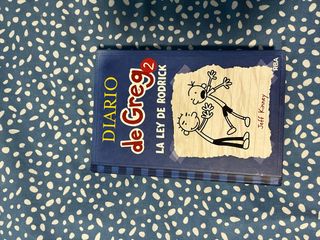 DIARIO
de Greg 2
LA LEY DE RODRICK
Jeff Kinney
RBA